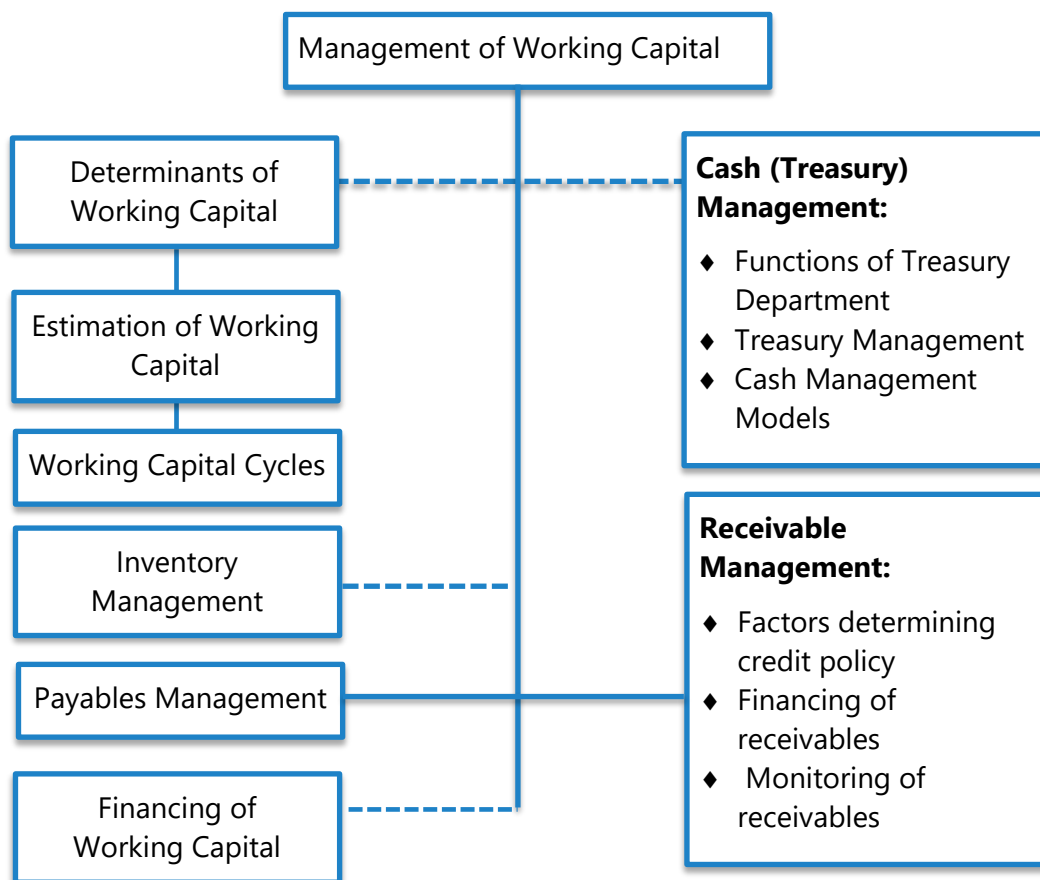 Management of Working Capital
Determinants of
Working Capital
Estimation of Working
Capital
Working Capital Cycles
Inventory
Management
Payables Management
Financing of
Working Capital
Cash (Treasury)
Management:
♦ Functions of Treasury
Department
♦ Treasury Management
♦ Cash Management
Models
Receivable
Management:
♦ Factors determining
credit policy
♦ Financing of
receivables
♦ Monitoring of
receivables